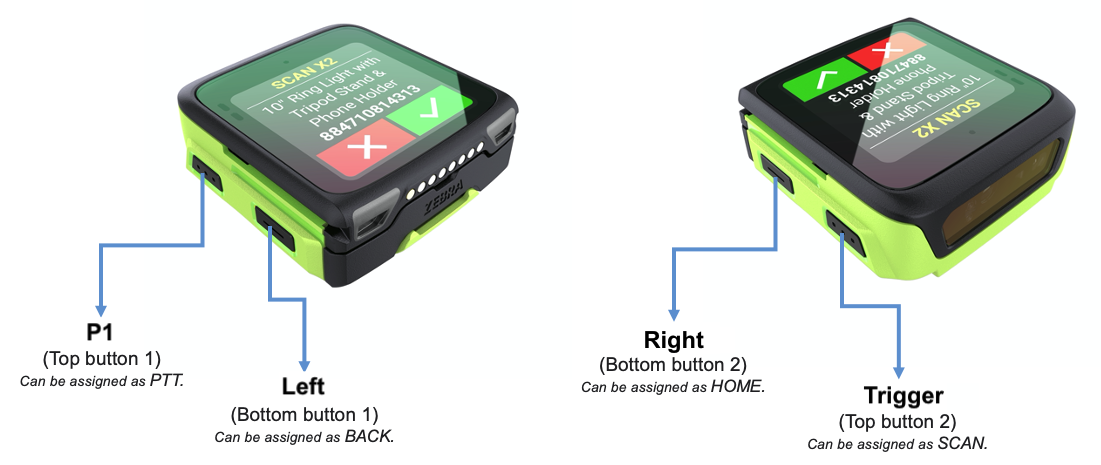 SCAN X2
10" Ring Light with
Tripod Stand &
Phone Holder
884710814313
ZEBRA
P1
(Top button 1)
Can be assigned as PTT.
Left
(Bottom button 1)
Can be assigned as BACK.
SCAN X2
10" Ring Light with
Tripod Stand &
Phone Holder
884710814313
Right
(Bottom button 2)
Can be assigned as HOME.
Trigger
(Top button 2)
Can be assigned as SCAN.